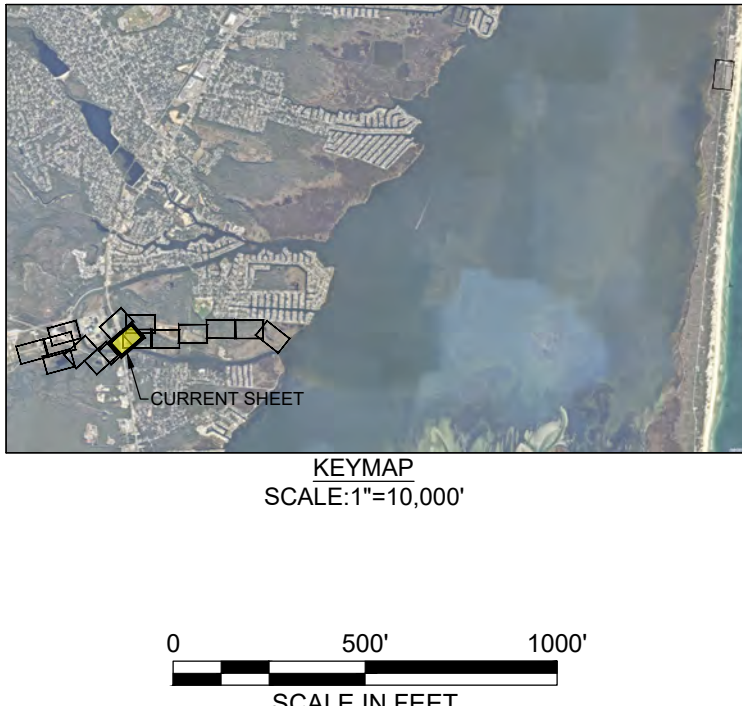 CURRENT SHEET
KEYMAP
SCALE:1"=10,000'
0 500' 1000'
SCALE IN FEET